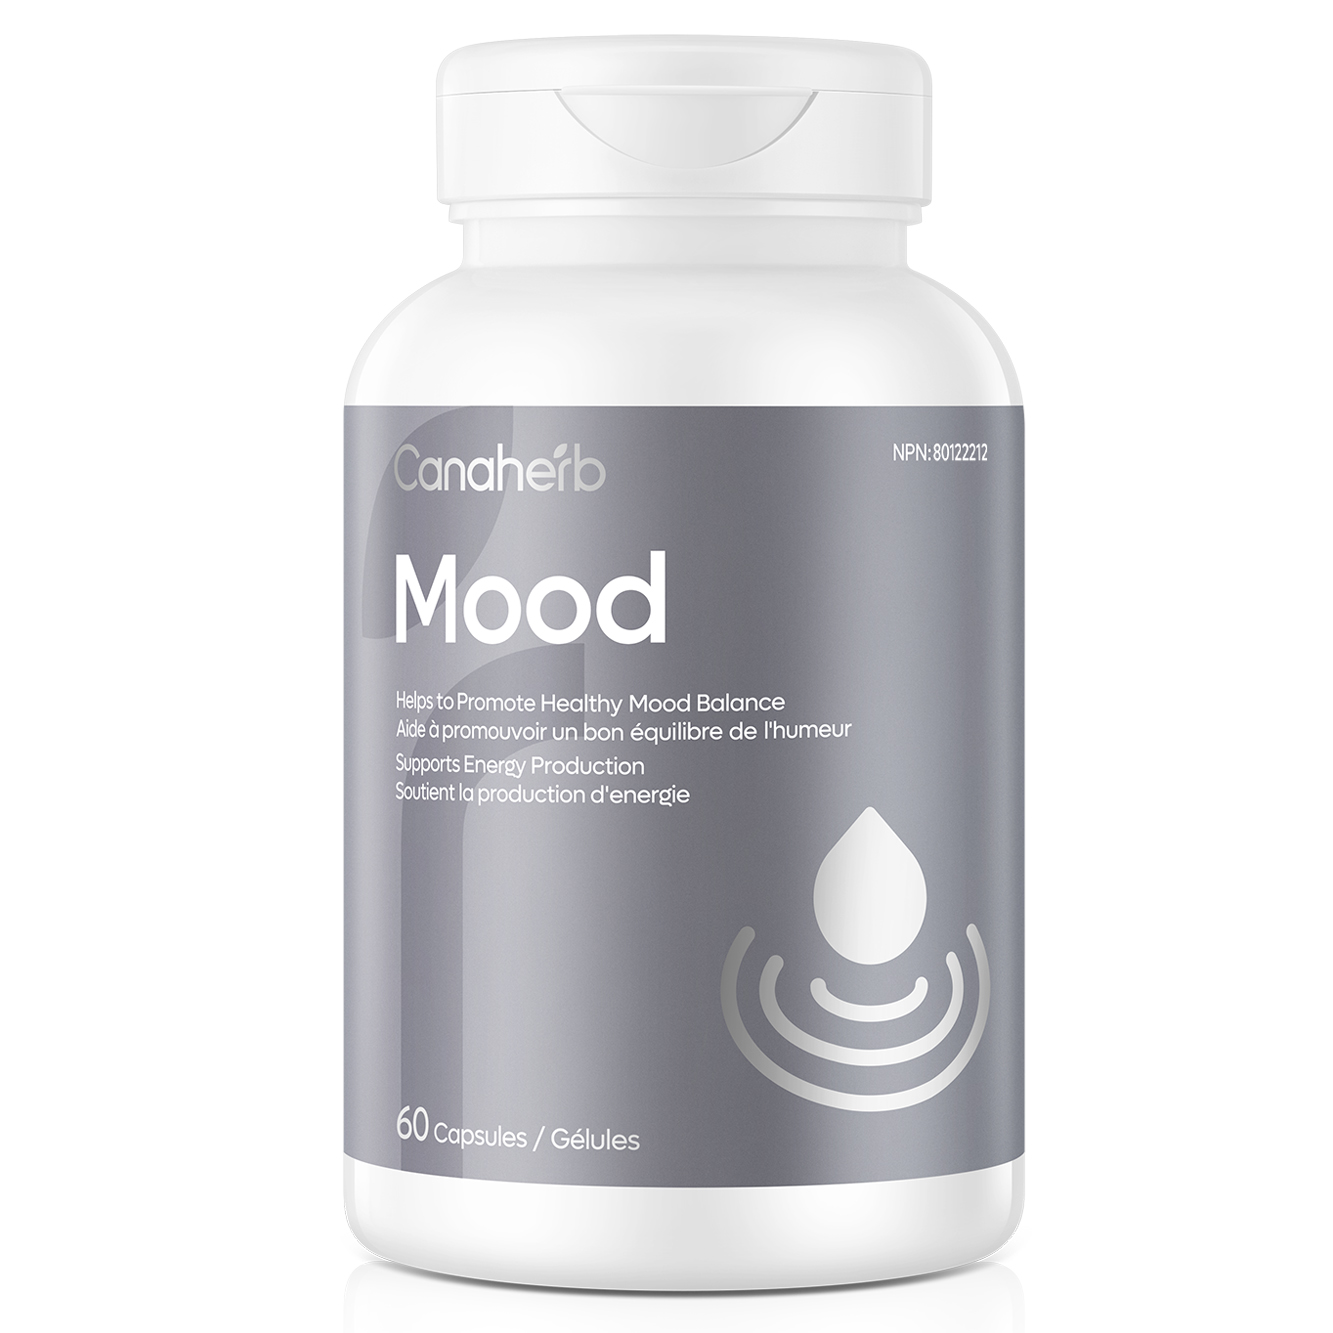 Canaherb
NPN: 80122212
Mood
Helps to Promote Healthy Mood Balance
Aide à promouvoir un bon équilibre de l'humeur
Supports Energy Production
Soutient la production d'energie
60 Capsules / Gélules